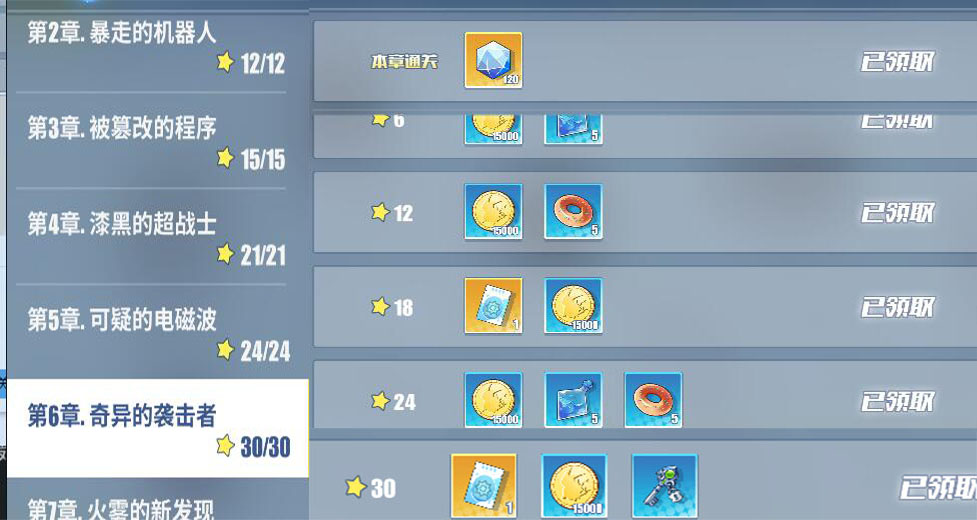 第2章. 暴走的机器人
12/12
第3章. 被篡改的程序
15/15
第4章. 漆黑的超战士
21/21
第5章. 可疑的电磁波
24/24
第6章. 奇异的袭击者
30/30
第7章. 火雾的新发现
本章通关
120
已领取
6
15000
5
已领取
12
15000
5
已领取
18
1
15000
已领取
24
15000
5
5
已领取
30
1
15000
已领取